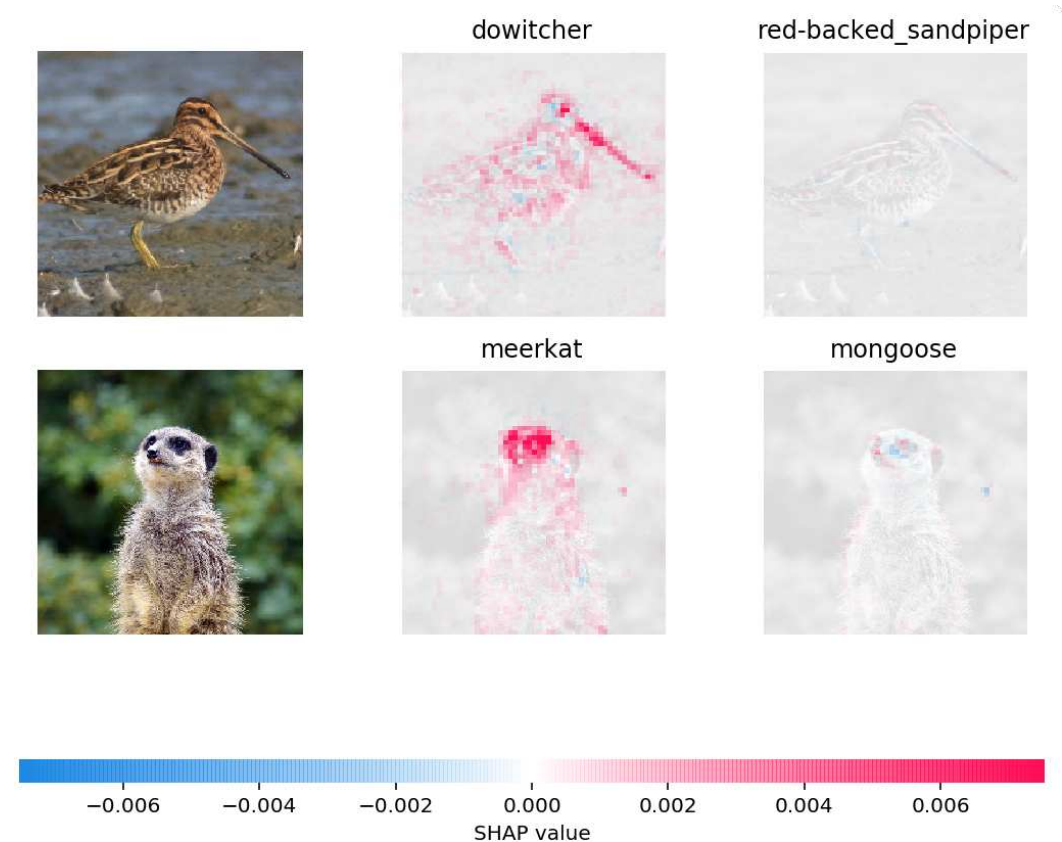 dowitcher
red-backed_sandpiper
meerkat
mongoose
−0.006 −0.004 −0.002 0.000 0.002 0.004 0.006
SHAP value